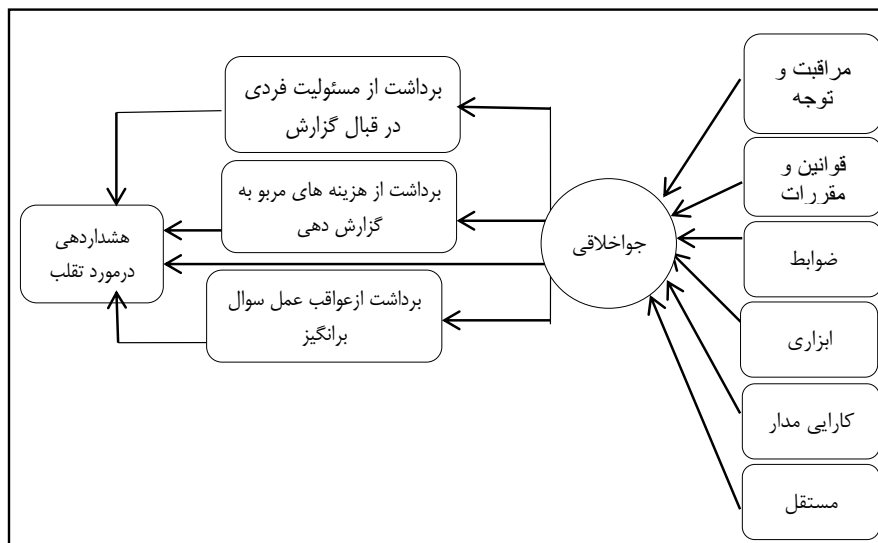 مراقبت و
توجه
قوانین و
مقررات
ضوابط
ابزاری
کارایی مدار
مستقل
جواخلاقی
برداشت از مسئولیت فردی
در قبال گزارش
برداشت از هزینه های مربو به
گزارش دهی
برداشت ازعواقب عمل سوال
برانگیز
هشداردهی
درمورد تقلب